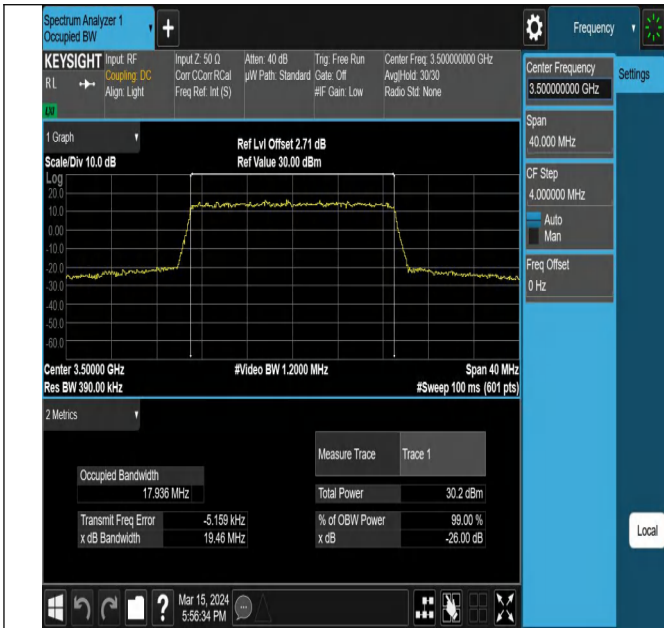 Spectrum Analyzer 1
Occupied BW
Frequency
KEYSIGHT
RL
LXI
Input: RF
Coupling: DC
Align: Light
Input Z: 50 Ω
Corr CCorr RCal
Freq Ref: Int (S)
Atten: 40 dB
µW Path: Standard
Trig: Free Run
Gate: Off
#IF Gain: Low
Center Freq: 3.500000000 GHz
Avg|Hold: 30/30
Radio Std: None
Center Frequency
3.500000000 GHz
Settings
Span
40.000 MHz
CF Step
4.000000 MHz
Auto
Man
Freq Offset
0 Hz
Local
1 Graph
Scale/Div 10.0 dB
Ref Lvl Offset 2.71 dB
Ref Value 30.00 dBm
Log
20.0
10.0
0.00
-10.0
-20.0
-30.0
-40.0
-50.0
-60.0
Center 3.50000 GHz
#Video BW 1.2000 MHz
Span 40 MHz
Res BW 390.00 kHz
#Sweep 100 ms (601 pts)
2 Metrics
Measure Trace
Trace 1
Occupied Bandwidth
17.936 MHz
Total Power
30.2 dBm
Transmit Freq Error
-5.159 kHz
% of OBW Power
99.00 %
x dB Bandwidth
19.46 MHz
x dB
-26.00 dB
?
Mar 15, 2024
5:56:34 PM